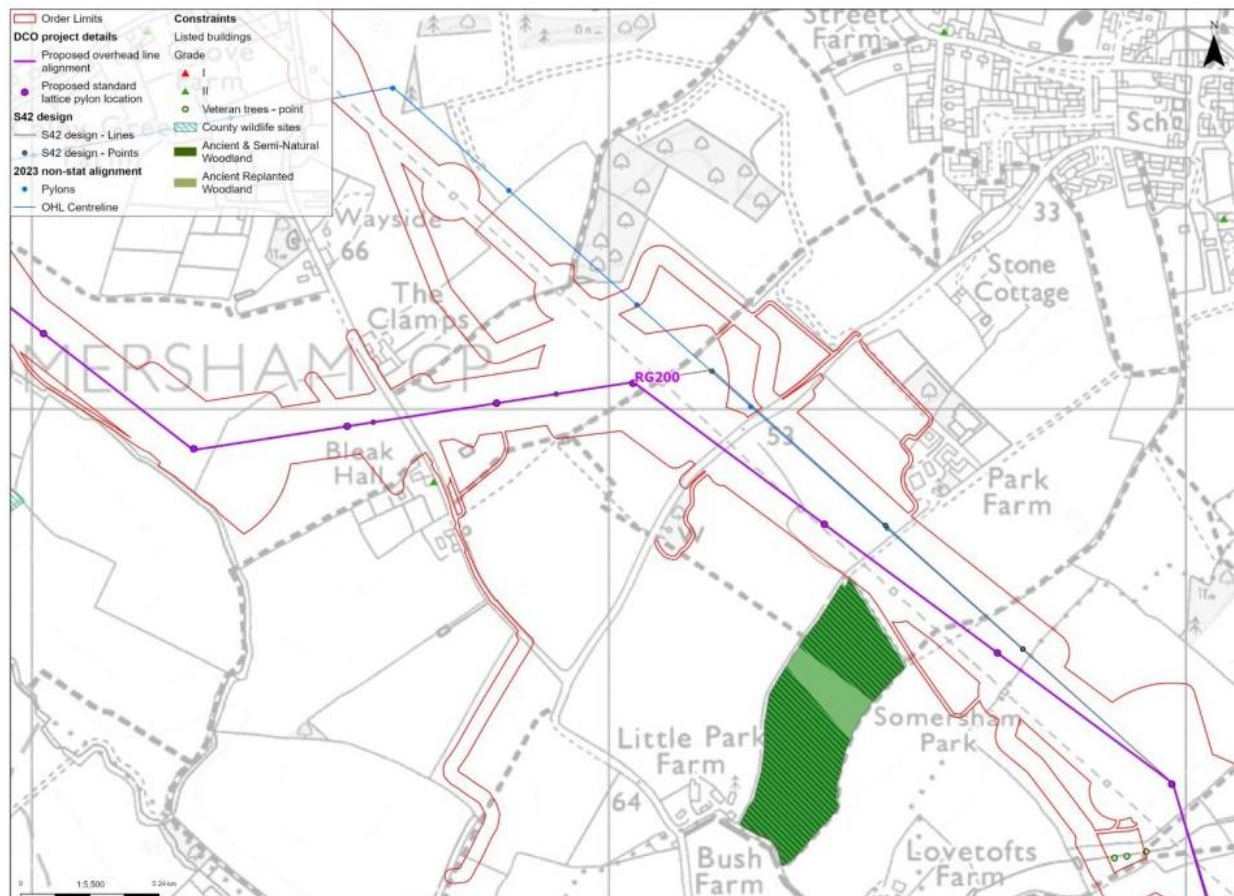 Order Limits
DCO project details
Proposed overhead line
alignment
Proposed standard
lattice pylon location
S42 design
S42 design - Lines
S42 design - Points
2023 non-stat alignment
Pylons
OHL Centreline
Constraints
Listed buildings
Grade
I
II
Veteran trees - point
County wildlife sites
Ancient & Semi-Natural
Woodland
Ancient Replanted
Woodland
N
Street
Farm
Sch
Wayside
66
33
The
Clamps
Stone
Cottage
MERSHAM CP
RG200
53
Bleak
Hall
Park
Farm
W
Somersham
Park
Little Park
Farm
64
Bush
Farm
Lovetofts
Farm
0
1:5,500
0.24 km